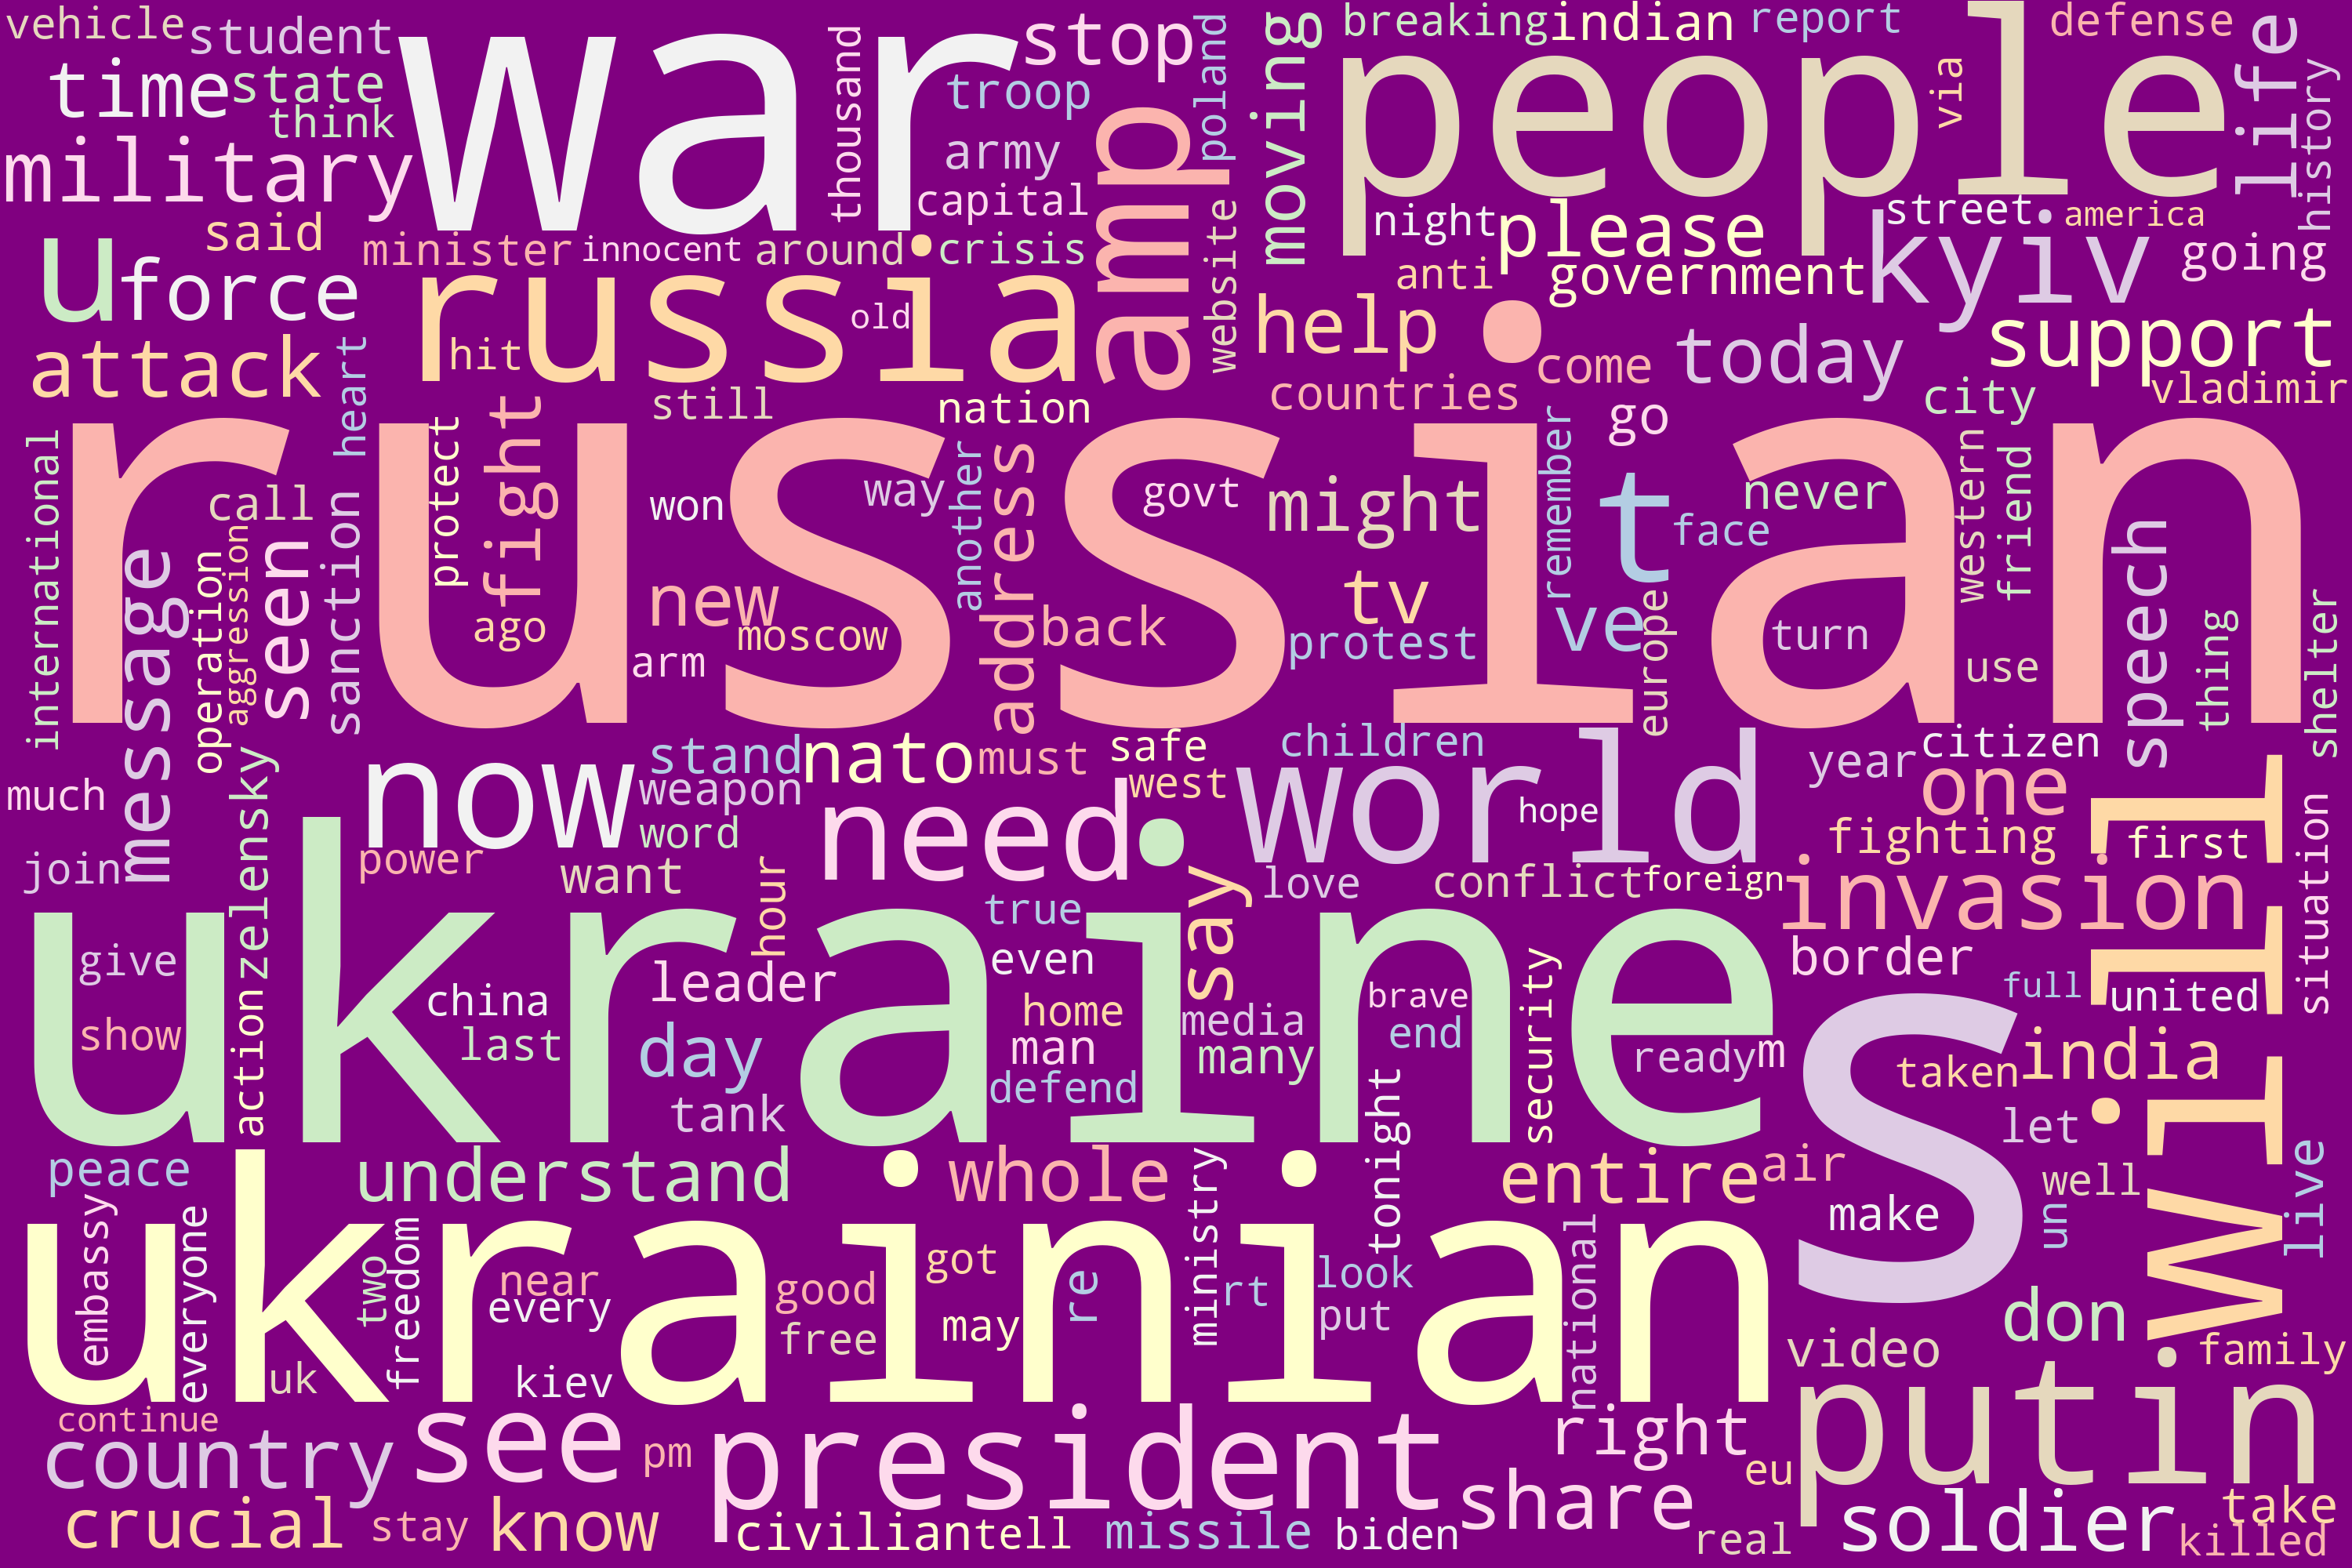 vehicle
student
war
stop
breaking
indian
report
defense
people
life
time
state
think
thousand
troop
poland
moving
via
history
military
army
capital
amp
website
night
please
street
america
kyiv
going
u
force
said
minister
innocent
around
crisis
anti
government
attack
heart
russia
hit
old
help
come
today
support
vladimir
still
nation
countries
go
city
russian
international
call
sanction
protect
fight
won
way
another
address
govt
might
remember
t
face
never
western
friend
speech
message
operation
aggression
seen
ago
new
moscow
arm
back
tv
protest
ve
europe
turn
use
thing
shelter
much
zelensky
now
stand
nato
must
safe
west
children
world
year
citizen
one
will
weapon
word
need
hope
fighting
first
situation
join
power
want
hour
true
say
love
conflict
foreign
invasion
ukraine
give
show
action
china
last
leader
day
tank
even
home
man
defend
media
many
brave
end
security
ready
m
border
s
full
united
taken
india
let
peace
understand
whole
ministry
tonight
entire
air
make
un
well
live
embassy
everyone
ukrainian
two
freedom
near
every
good
free
got
may
re
rt
look
put
national
don
video
family
uk
kiev
continue
country
see
pm
president
right
eu
putin
crucial
stay
know
civilian
tell
missile
biden
share
real
soldier
take
killed